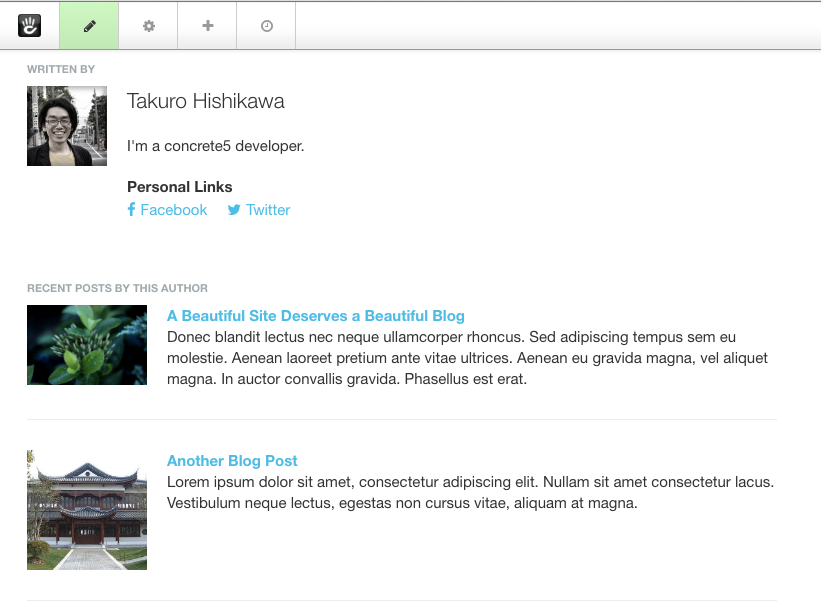 WRITTEN BY
Takuro Hishikawa
I'm a concrete5 developer.
Personal Links
Facebook Twitter
RECENT POSTS BY THIS AUTHOR
A Beautiful Site Deserves a Beautiful Blog
Donec blandit lectus nec neque ullamcorper rhoncus. Sed adipiscing tempus sem eu
molestie. Aenean laoreet pretium ante vitae ultrices. Aenean eu gravida magna, vel aliquet
magna. In auctor convallis gravida. Phasellus est erat.
Another Blog Post
Lorem ipsum dolor sit amet, consectetur adipiscing elit. Nullam sit amet consectetur lacus.
Vestibulum neque lectus, egestas non cursus vitae, aliquam at magna.